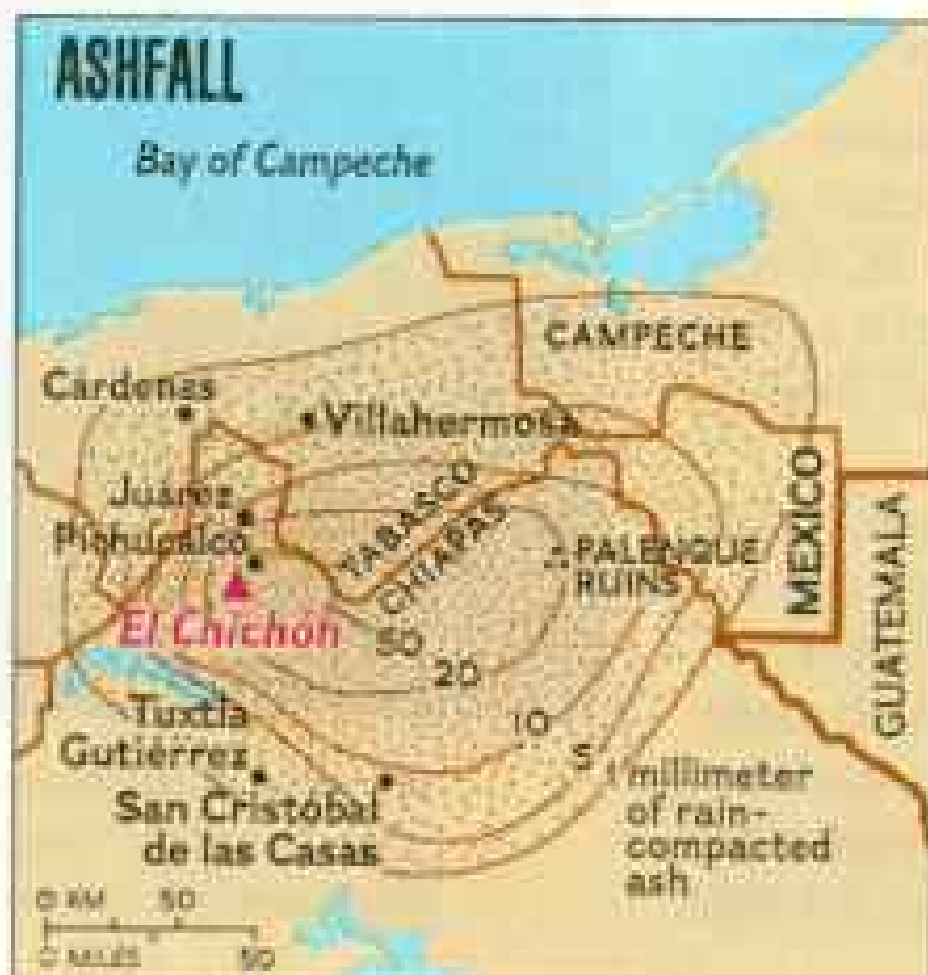 ASHFALL
Bay of Campeche
CAMPECHE
Cárdenas
Villahermosa
Juárez
Pichucalco
TABASCO
CHIAPAS
PALENQUE
RUINS
MEXICO
GUATEMALA
El Chichón
50
20
10
5
1 millimeter
of rain-
compacted
ash
Tuxtla
Gutiérrez
San Cristóbal
de las Casas
0 KM 50
0 MILES 50